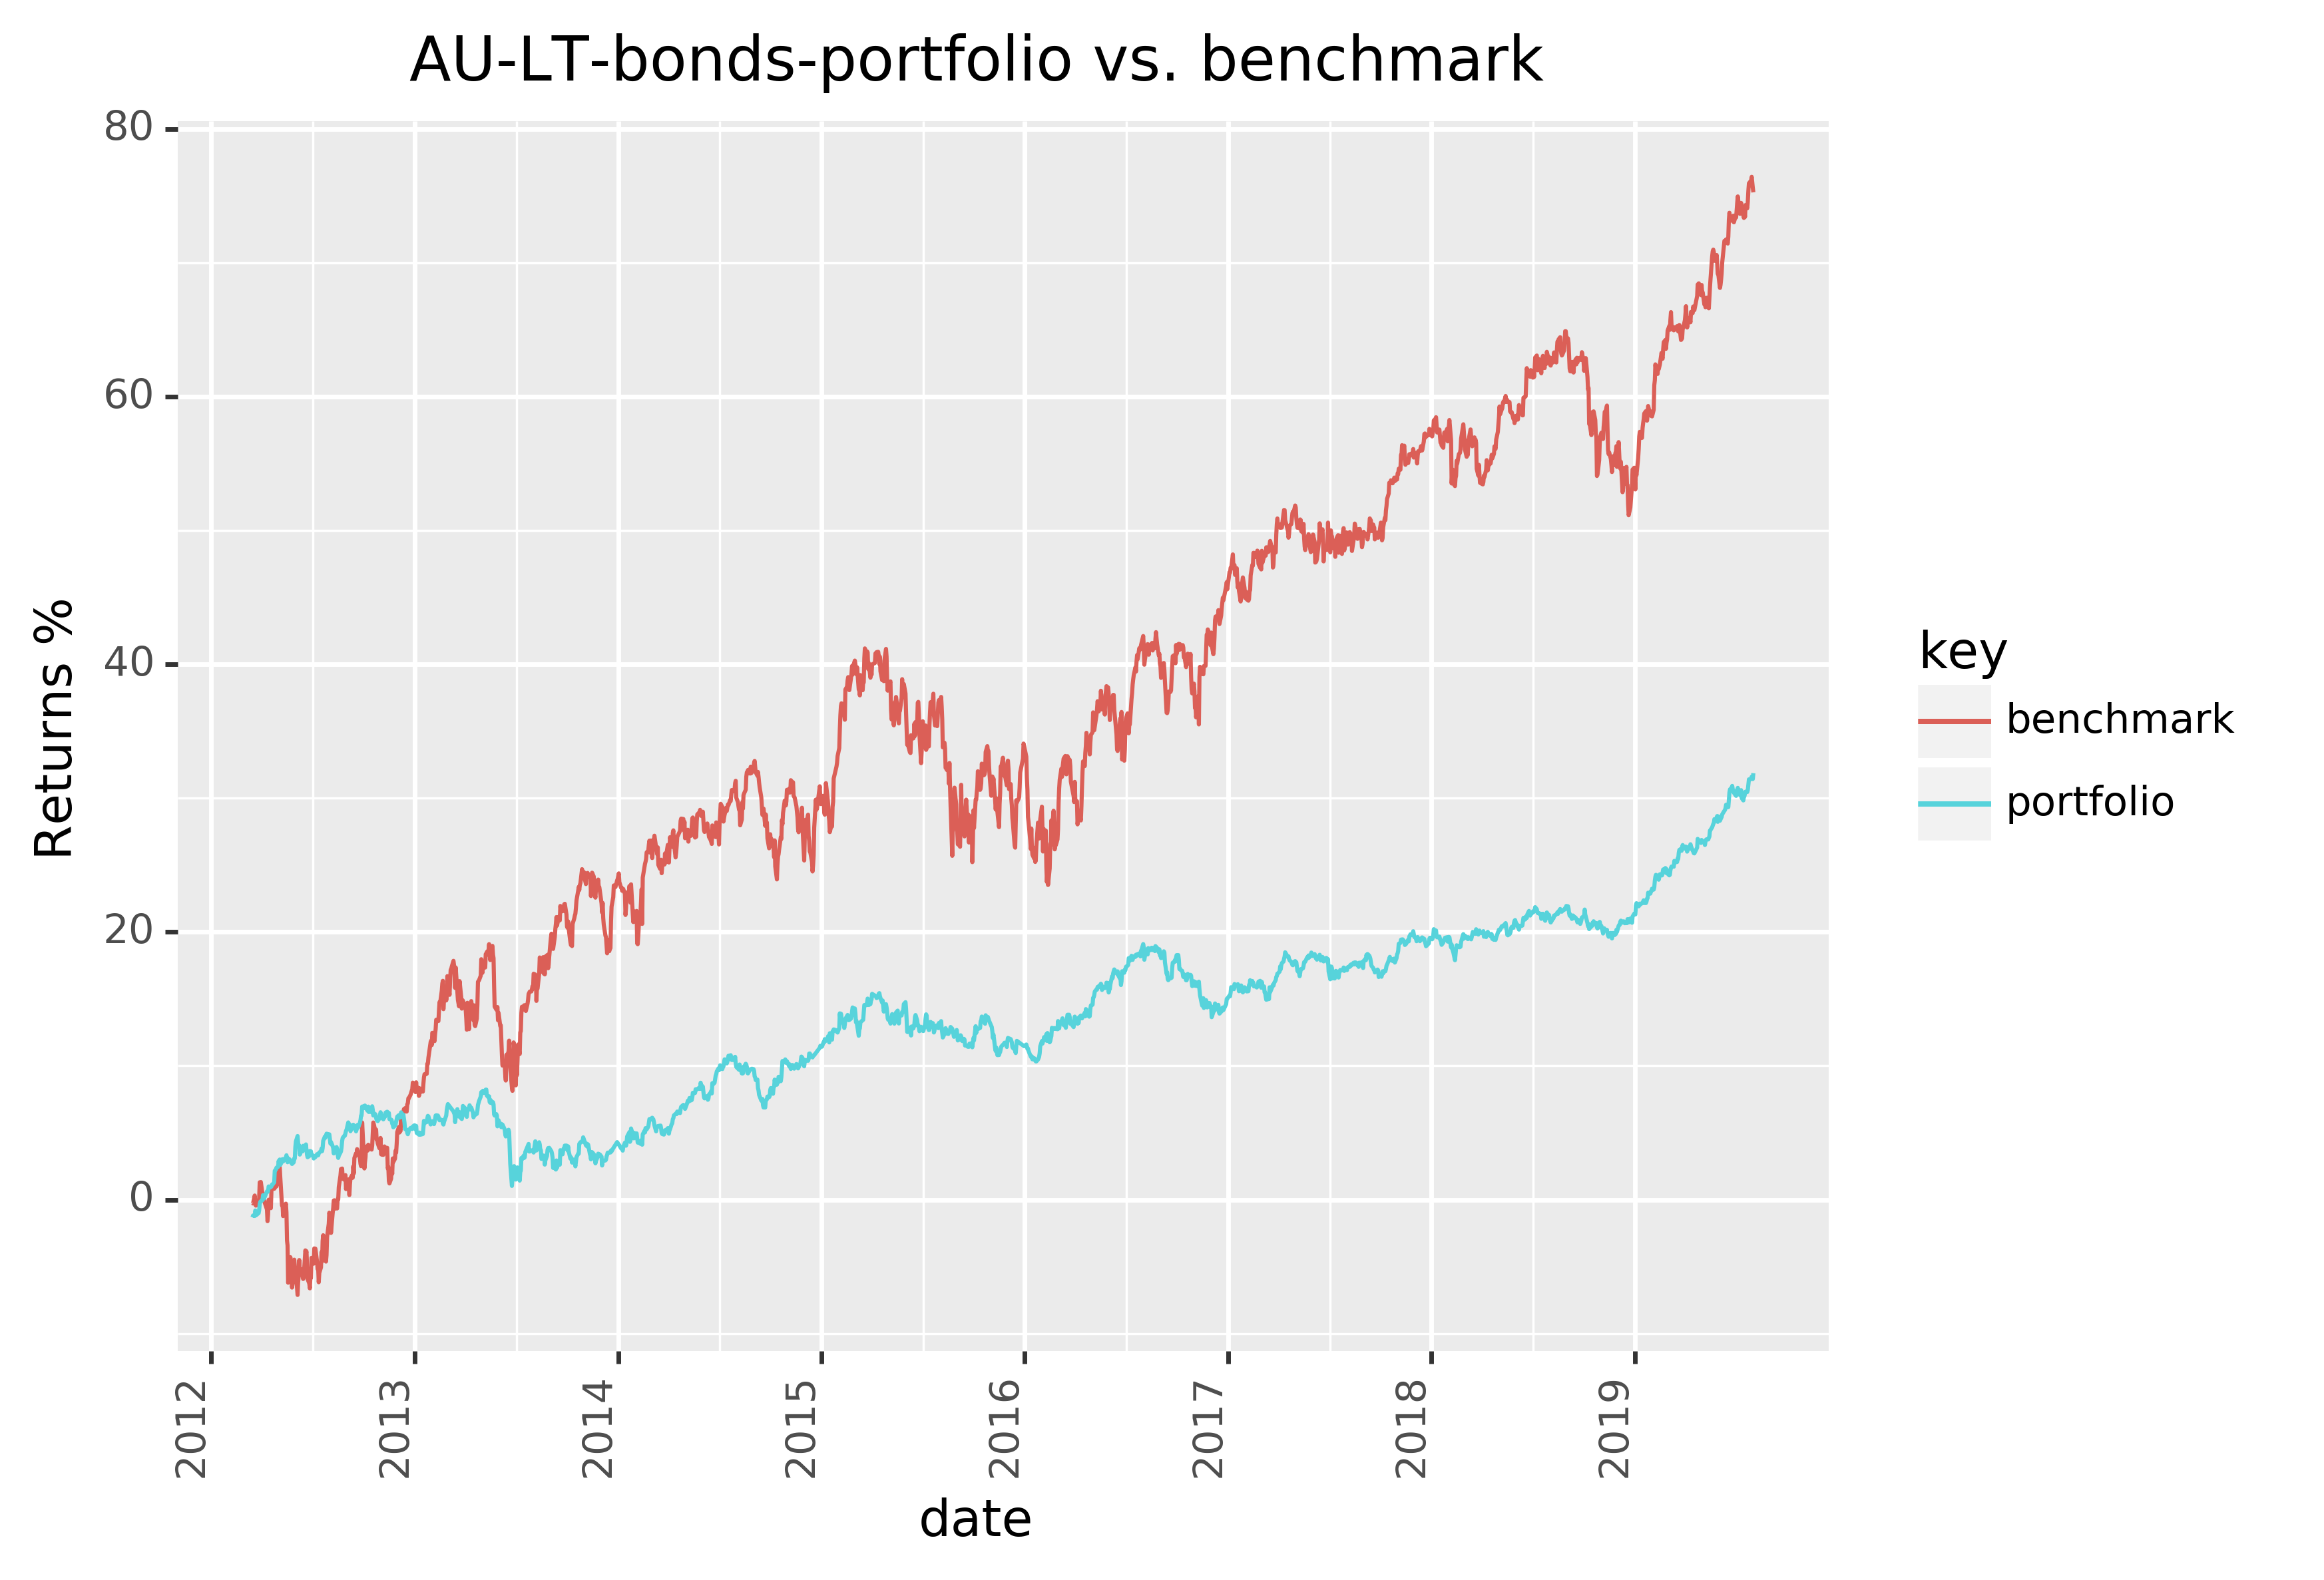 AU-LT-bonds-portfolio vs. benchmark
80
60
40
20
0
Returns %
2012
2013
2014
2015
2016
2017
2018
2019
date
key
benchmark
portfolio